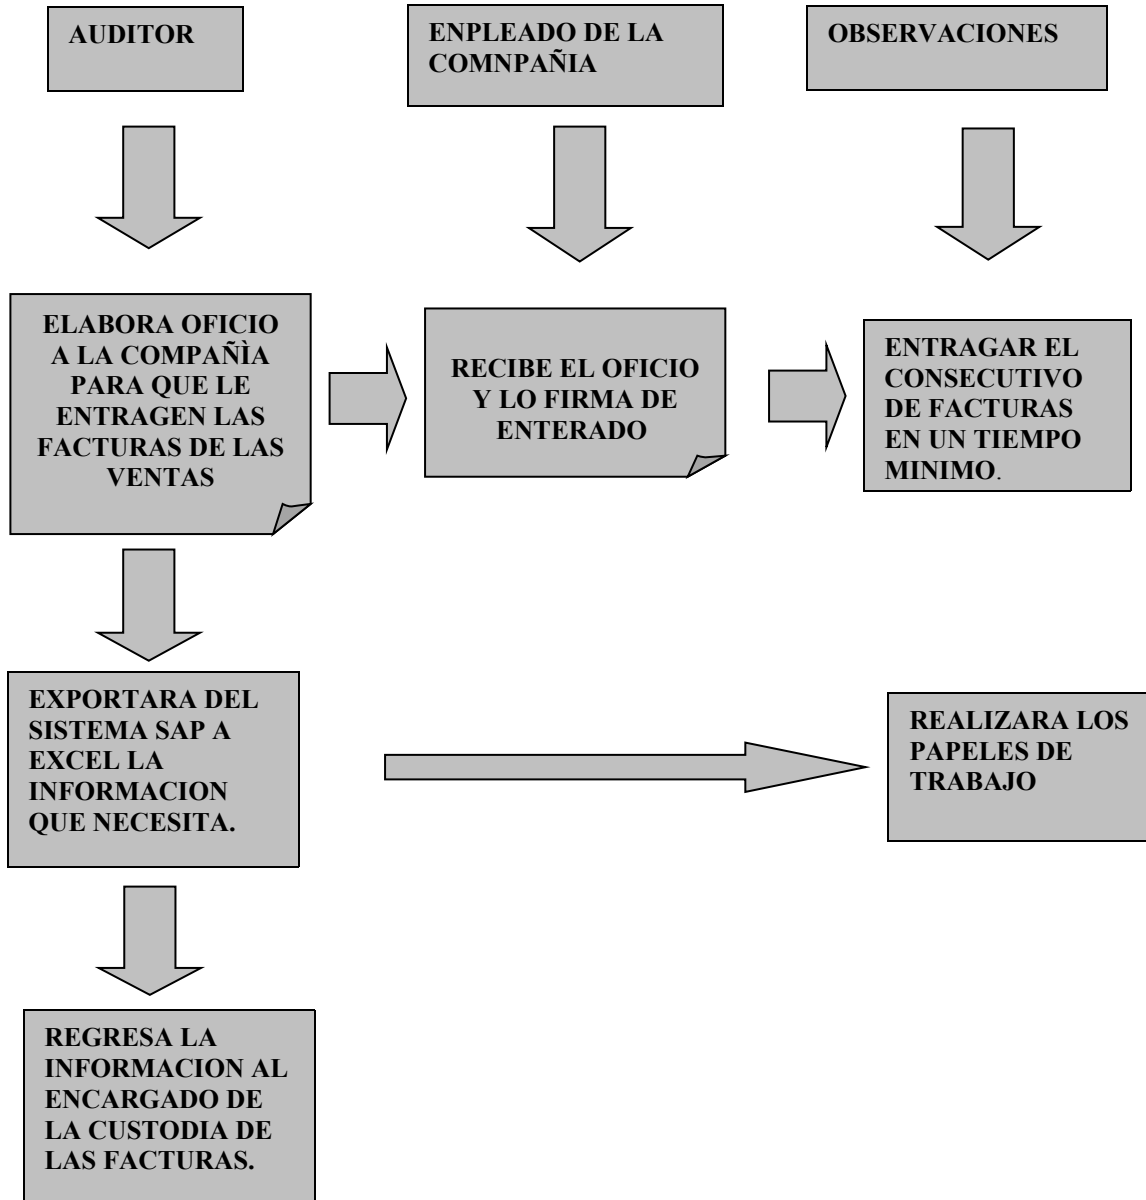 AUDITOR
ENPLEADO DE LA
COMNPAÑIA
OBSERVACIONES
ELABORA OFICIO
A LA COMPAÑÌA
PARA QUE LE
ENTRAGEN LAS
FACTURAS DE LAS
VENTAS
RECIBE EL OFICIO
Y LO FIRMA DE
ENTERADO
ENTRAGAR EL
CONSECUTIVO
DE FACTURAS
EN UN TIEMPO
MINIMO.
EXPORTARA DEL
SISTEMA SAP A
EXCEL LA
INFORMACION
QUE NECESITA.
REALIZARA LOS
PAPELES DE
TRABAJO
REGRESA LA
INFORMACION AL
ENCARGADO DE
LA CUSTODIA DE
LAS FACTURAS.